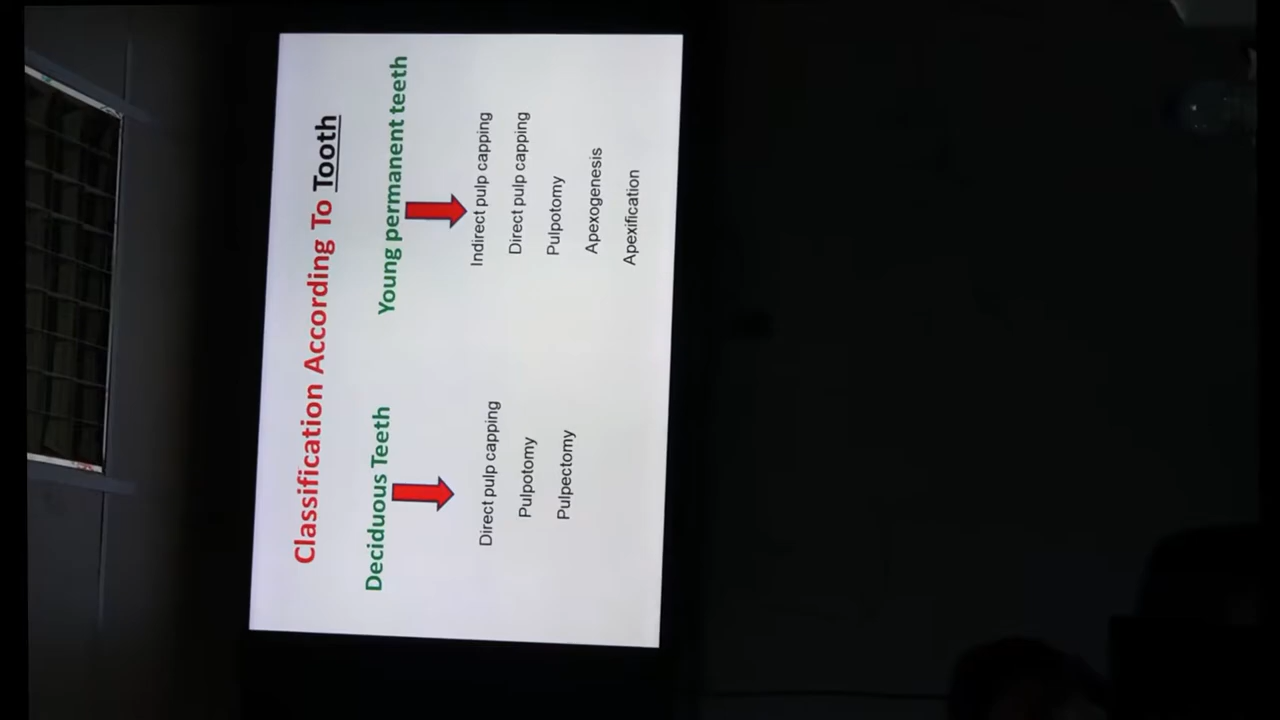 Classification According To Tooth
Deciduous Teeth
Direct pulp capping
Pulpotomy
Pulpectomy
Young permanent teeth
Indirect pulp capping
Direct pulp capping
Pulpotomy
Apexogenesis
Apexification